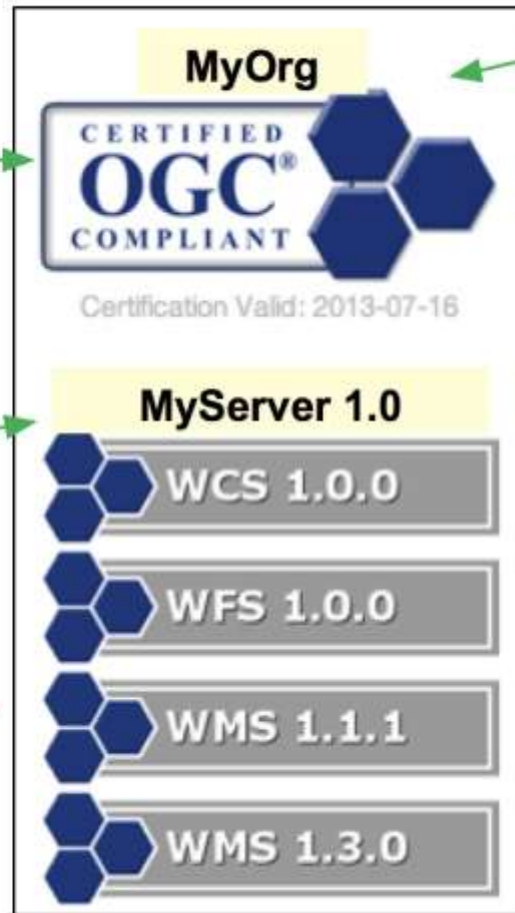 MyOrg
CERTIFIED
OGC®
COMPLIANT
Certification Valid: 2013-07-16
MyServer 1.0
WCS 1.0.0
WFS 1.0.0
WMS 1.1.1
WMS 1.3.0